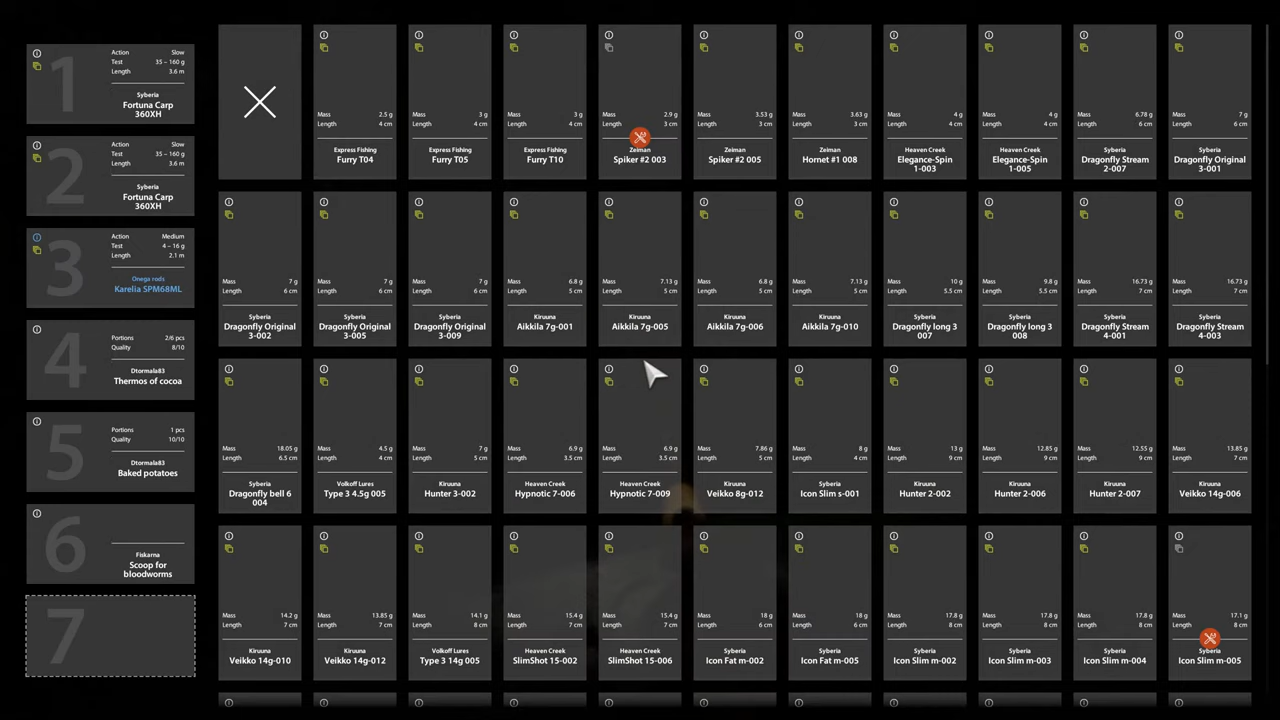 1
Action Slow
Test 35 – 160 g
Length 3.6 m
Syberia
Fortuna Carp
360XH
2
Action Slow
Test 35 – 160 g
Length 3.6 m
Syberia
Fortuna Carp
360XH
3
Action Medium
Test 4 – 16 g
Length 2.1 m
Onega rods
Karelia SPM68ML
4
Portions 2/6 pcs
Quality 8/10
Dtormala83
Thermos of cocoa
5
Portions 1 pcs
Quality 10/10
Dtormala83
Baked potatoes
6
Fiskarna
Scoop for
bloodworms
7
Mass 2.5 g
Length 4 cm
Express Fishing
Furry T04
Mass 3 g
Length 4 cm
Express Fishing
Furry T05
Mass 3 g
Length 4 cm
Express Fishing
Furry T10
Mass 2.9 g
Length 3 cm
Zeiman
Spiker #2 003
Mass 3.53 g
Length 3 cm
Zeiman
Spiker #2 005
Mass 3.63 g
Length 3 cm
Zeiman
Hornet #1 008
Mass 4 g
Length 4 cm
Heaven Creek
Elegance-Spin
1-003
Mass 4 g
Length 4 cm
Heaven Creek
Elegance-Spin
1-005
Mass 6.78 g
Length 6 cm
Syberia
Dragonfly Stream
2-007
Mass 7 g
Length 6 cm
Syberia
Dragonfly Original
3-001
Mass 7 g
Length 6 cm
Syberia
Dragonfly Original
3-002
Mass 7 g
Length 6 cm
Syberia
Dragonfly Original
3-005
Mass 7 g
Length 6 cm
Syberia
Dragonfly Original
3-009
Mass 6.8 g
Length 5 cm
Kiruuna
Aikkila 7g-001
Mass 7.13 g
Length 5 cm
Kiruuna
Aikkila 7g-005
Mass 6.8 g
Length 5 cm
Kiruuna
Aikkila 7g-006
Mass 7.13 g
Length 5 cm
Kiruuna
Aikkila 7g-010
Mass 10 g
Length 5.5 cm
Syberia
Dragonfly long 3
007
Mass 9.8 g
Length 5.5 cm
Syberia
Dragonfly long 3
008
Mass 16.73 g
Length 7 cm
Syberia
Dragonfly Stream
4-001
Mass 16.73 g
Length 7 cm
Syberia
Dragonfly Stream
4-003
Mass 18.05 g
Length 6.5 cm
Syberia
Dragonfly bell 6
004
Mass 4.5 g
Length 4 cm
Volkoff Lures
Type 3 4.5g 005
Mass 7 g
Length 5 cm
Kiruuna
Hunter 3-002
Mass 6.9 g
Length 3.5 cm
Heaven Creek
Hypnotic 7-006
Mass 6.9 g
Length 3.5 cm
Heaven Creek
Hypnotic 7-009
Mass 7.86 g
Length 5 cm
Kiruuna
Veikko 8g-012
Mass 8 g
Length 4 cm
Syberia
Icon Slim s-001
Mass 13 g
Length 9 cm
Kiruuna
Hunter 2-002
Mass 12.85 g
Length 9 cm
Kiruuna
Hunter 2-006
Mass 12.55 g
Length 9 cm
Kiruuna
Hunter 2-007
Mass 13.85 g
Length 7 cm
Kiruuna
Veikko 14g-006
Mass 14.2 g
Length 7 cm
Kiruuna
Veikko 14g-010
Mass 13.85 g
Length 7 cm
Kiruuna
Veikko 14g-012
Mass 14.1 g
Length 8 cm
Volkoff Lures
Type 3 14g 005
Mass 15.4 g
Length 7 cm
Heaven Creek
SlimShot 15-002
Mass 15.4 g
Length 7 cm
Heaven Creek
SlimShot 15-006
Mass 18 g
Length 6 cm
Syberia
Icon Fat m-002
Mass 18 g
Length 6 cm
Syberia
Icon Fat m-005
Mass 17.8 g
Length 8 cm
Syberia
Icon Slim m-002
Mass 17.8 g
Length 8 cm
Syberia
Icon Slim m-003
Mass 17.8 g
Length 8 cm
Syberia
Icon Slim m-004
Mass 17.1 g
Length 8 cm
Syberia
Icon Slim m-005